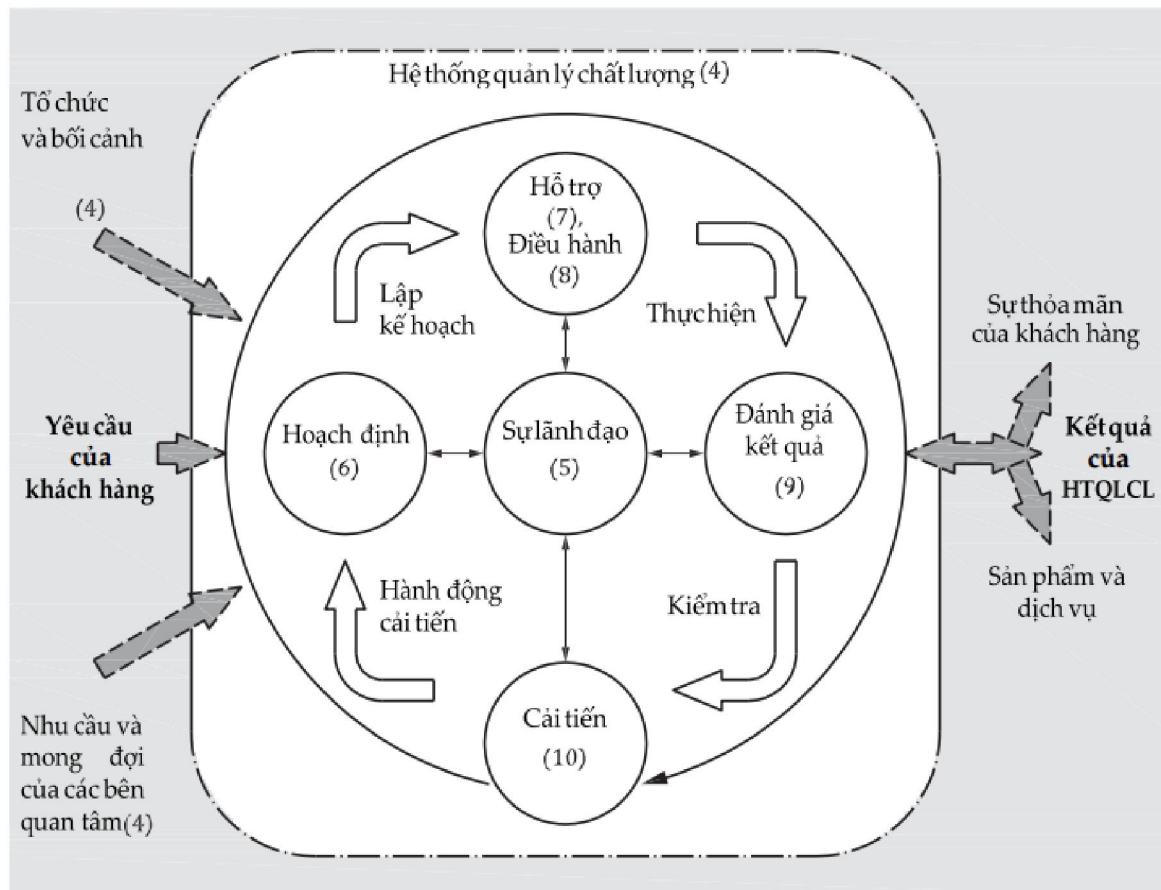 Hệ thống quản lý chất lượng (4)
Tổ chức
và bối cảnh
(4)
Hỗ trợ
(7),
Điều hành
(8)
Lập
kế hoạch
Thực hiện
Sự thỏa mãn
của khách hàng
Yêu cầu
của
khách hàng
Hoạch định
(6)
Sự lãnh đạo
(5)
Đánh giá
kết quả
(9)
Kết quả
của
HTQLCL
Hành động
cải tiến
Kiểm tra
Sản phẩm và
dịch vụ
Nhu cầu và
mong đợi
của các bên
quan tâm(4)
Cải tiến
(10)